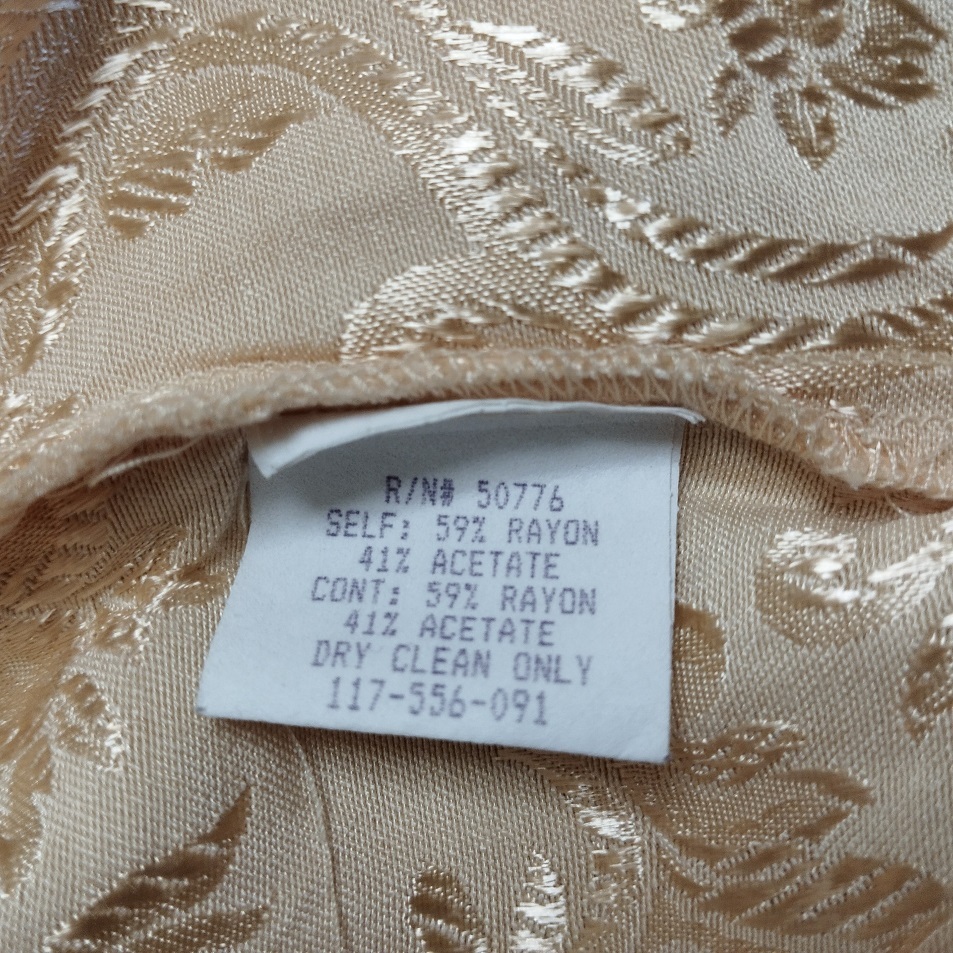 R/N# 50776
SELF: 59% RAYON
41% ACETATE
CONT: 59% RAYON
41% ACETATE
DRY CLEAN ONLY
117-556-091